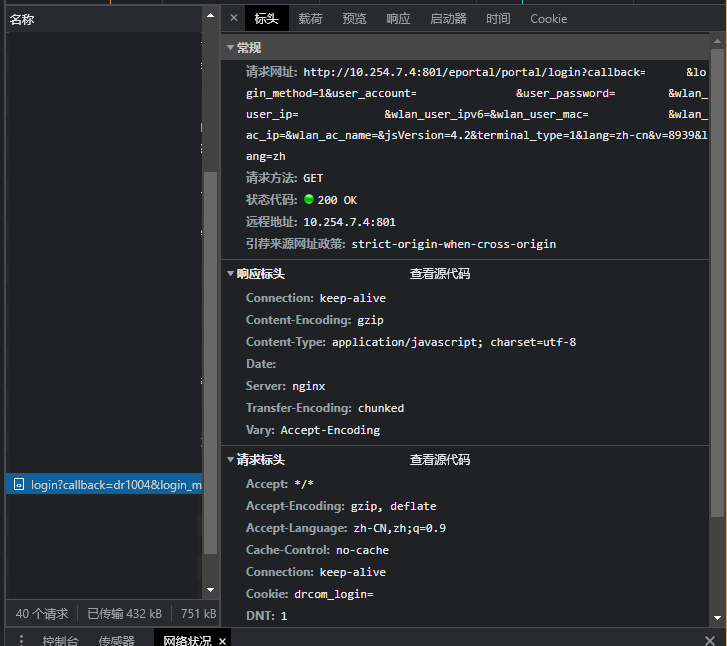 名称
标头 载荷 预览 响应 启动器 时间 Cookie
常规
请求网址: http://10.254.7.4:801/eportal/portal/login?callback= &lo
gin_method=1&user_account= &user_password= &wlan_
user_ip= &wlan_user_ipv6=&wlan_user_mac= &wlan_
ac_ip=&wlan_ac_name=&jsVersion=4.2&terminal_type=1&lang=zh-cn&v=8939&l
ang=zh
请求方法: GET
状态代码: 200 OK
远程地址: 10.254.7.4:801
引荐来源网址政策: strict-origin-when-cross-origin
响应标头 查看源代码
Connection: keep-alive
Content-Encoding: gzip
Content-Type: application/javascript; charset=utf-8
Date:
Server: nginx
Transfer-Encoding: chunked
Vary: Accept-Encoding
请求标头 查看源代码
Accept: */*
Accept-Encoding: gzip, deflate
Accept-Language: zh-CN,zh;q=0.9
Cache-Control: no-cache
Connection: keep-alive
Cookie: drcom_login=
DNT: 1
login?callback=dr1004&login_m
40 个请求 已传输 432 kB 751 kB
控制台 传感器 网络状况